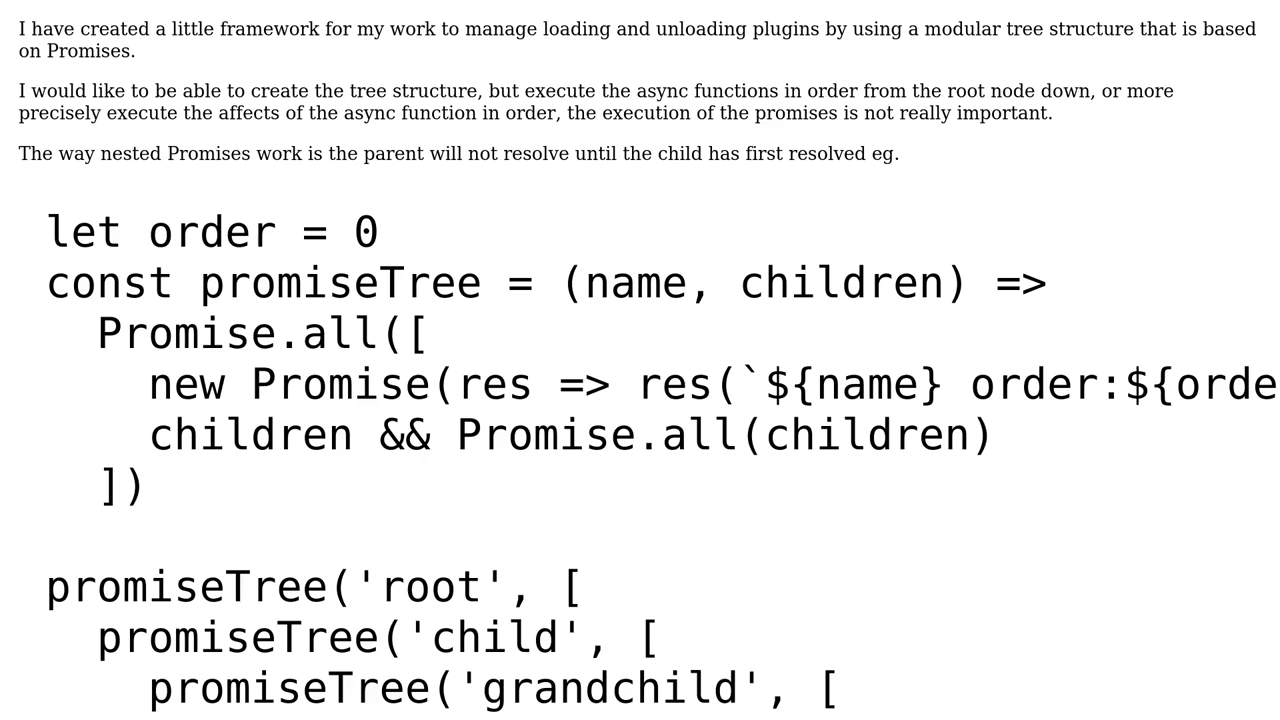 I have created a little framework for my work to manage loading and unloading plugins by using a modular tree structure that is based
on Promises.
I would like to be able to create the tree structure, but execute the async functions in order from the root node down, or more
precisely execute the affects of the async function in order, the execution of the promises is not really important.
The way nested Promises work is the parent will not resolve until the child has first resolved eg.
let order = 0
const promiseTree = (name, children) =>
  Promise.all([
    new Promise(res => res(`${name} order:${orde
    children && Promise.all(children)
  ])
promiseTree('root', [
  promiseTree('child', [
    promiseTree('grandchild', [